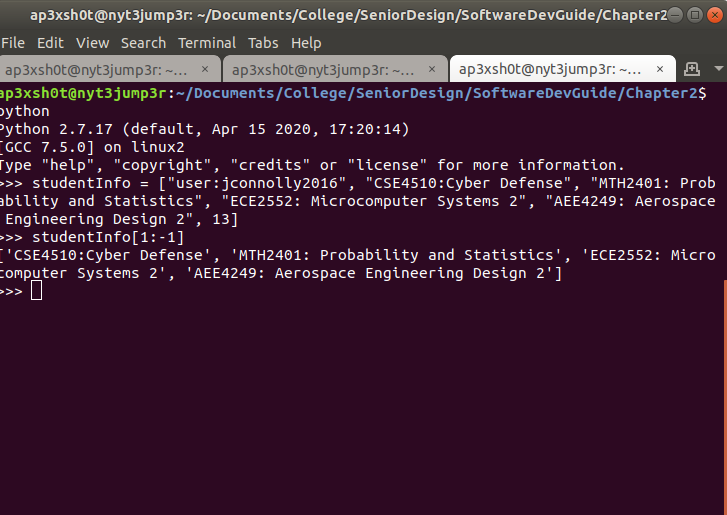 ap3xsh0t@nyt3jump3r: ~/Documents/College/SeniorDesign/SoftwareDevGuide/Chapter2
File Edit View Search Terminal Tabs Help
ap3xsh0t@nyt3jump3r: ~... × ap3xsh0t@nyt3jump3r: ~... × ap3xsh0t@nyt3jump3r: ~... ×
ap3xsh0t@nyt3jump3r:~/Documents/College/SeniorDesign/SoftwareDevGuide/Chapter2$
python
Python 2.7.17 (default, Apr 15 2020, 17:20:14)
[GCC 7.5.0] on linux2
Type "help", "copyright", "credits" or "license" for more information.
>>> studentInfo = ["user:jconnolly2016", "CSE4510:Cyber Defense", "MTH2401: Prob
ability and Statistics", "ECE2552: Microcomputer Systems 2", "AEE4249: Aerospace
 Engineering Design 2", 13]
>>> studentInfo[1:-1]
['CSE4510:Cyber Defense', 'MTH2401: Probability and Statistics', 'ECE2552: Micro
computer Systems 2', 'AEE4249: Aerospace Engineering Design 2']
>>>